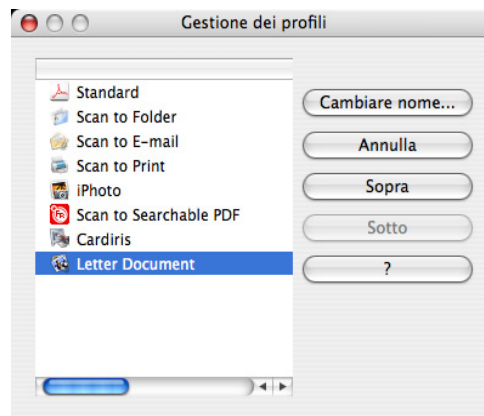 Gestione dei profili
Standard
Scan to Folder
Scan to E-mail
Scan to Print
iPhoto
Scan to Searchable PDF
Cardiris
Letter Document
Cambiare nome...
Annulla
Sopra
Sotto
?